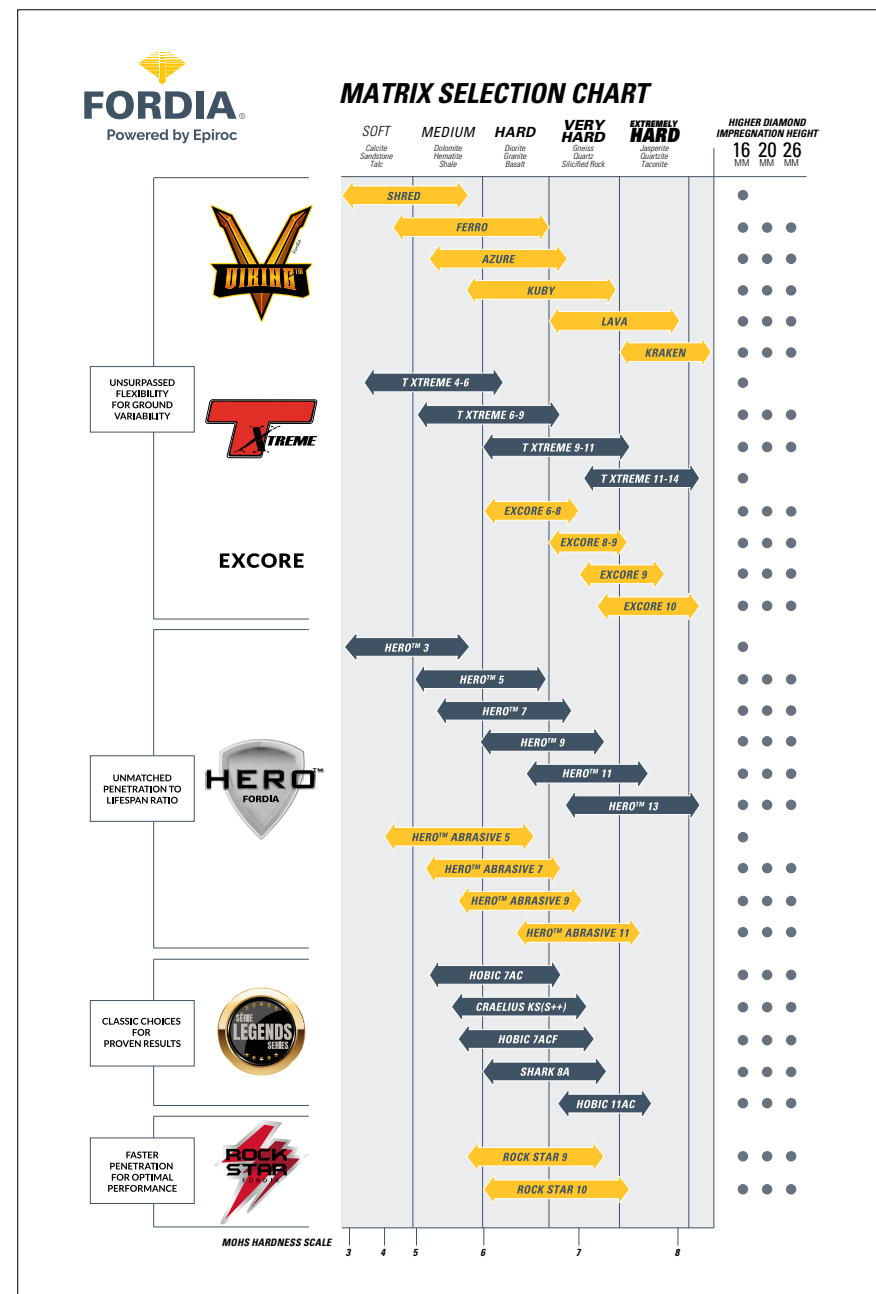 FORDIA®
Powered by Epiroc
MATRIX SELECTION CHART
SOFT
Calcite
Sandstone
Talc
MEDIUM
Dolomite
Hematite
Shale
HARD
Diorite
Granite
Basalt
VERY
HARD
Gneiss
Quartz
Silicified Rock
EXTREMELY
HARD
Jasperite
Quartzite
Taconite
HIGHER DIAMOND
IMPREGNATION HEIGHT
16 20 26
MM MM MM
UNSURPASSED
FLEXIBILITY
FOR GROUND
VARIABILITY
VIKING™
Fordia
SHRED
FERRO
AZURE
KUBY
LAVA
KRAKEN
T XTREME
T XTREME 4-6
T XTREME 6-9
T XTREME 9-11
T XTREME 11-14
EXCORE
EXCORE 6-8
EXCORE 8-9
EXCORE 9
EXCORE 10
UNMATCHED
PENETRATION TO
LIFESPAN RATIO
HERO™
FORDIA
HERO™ 3
HERO™ 5
HERO™ 7
HERO™ 9
HERO™ 11
HERO™ 13
HERO™ ABRASIVE 5
HERO™ ABRASIVE 7
HERO™ ABRASIVE 9
HERO™ ABRASIVE 11
CLASSIC CHOICES
FOR
PROVEN RESULTS
SÉRIE
LEGENDS
SERIES
HOBIC 7AC
CRAELIUS KS(S++)
HOBIC 7ACF
SHARK 8A
HOBIC 11AC
FASTER
PENETRATION
FOR OPTIMAL
PERFORMANCE
ROCK
STAR
FORDIA
ROCK STAR 9
ROCK STAR 10
MOHS HARDNESS SCALE
3 4 5 6 7 8